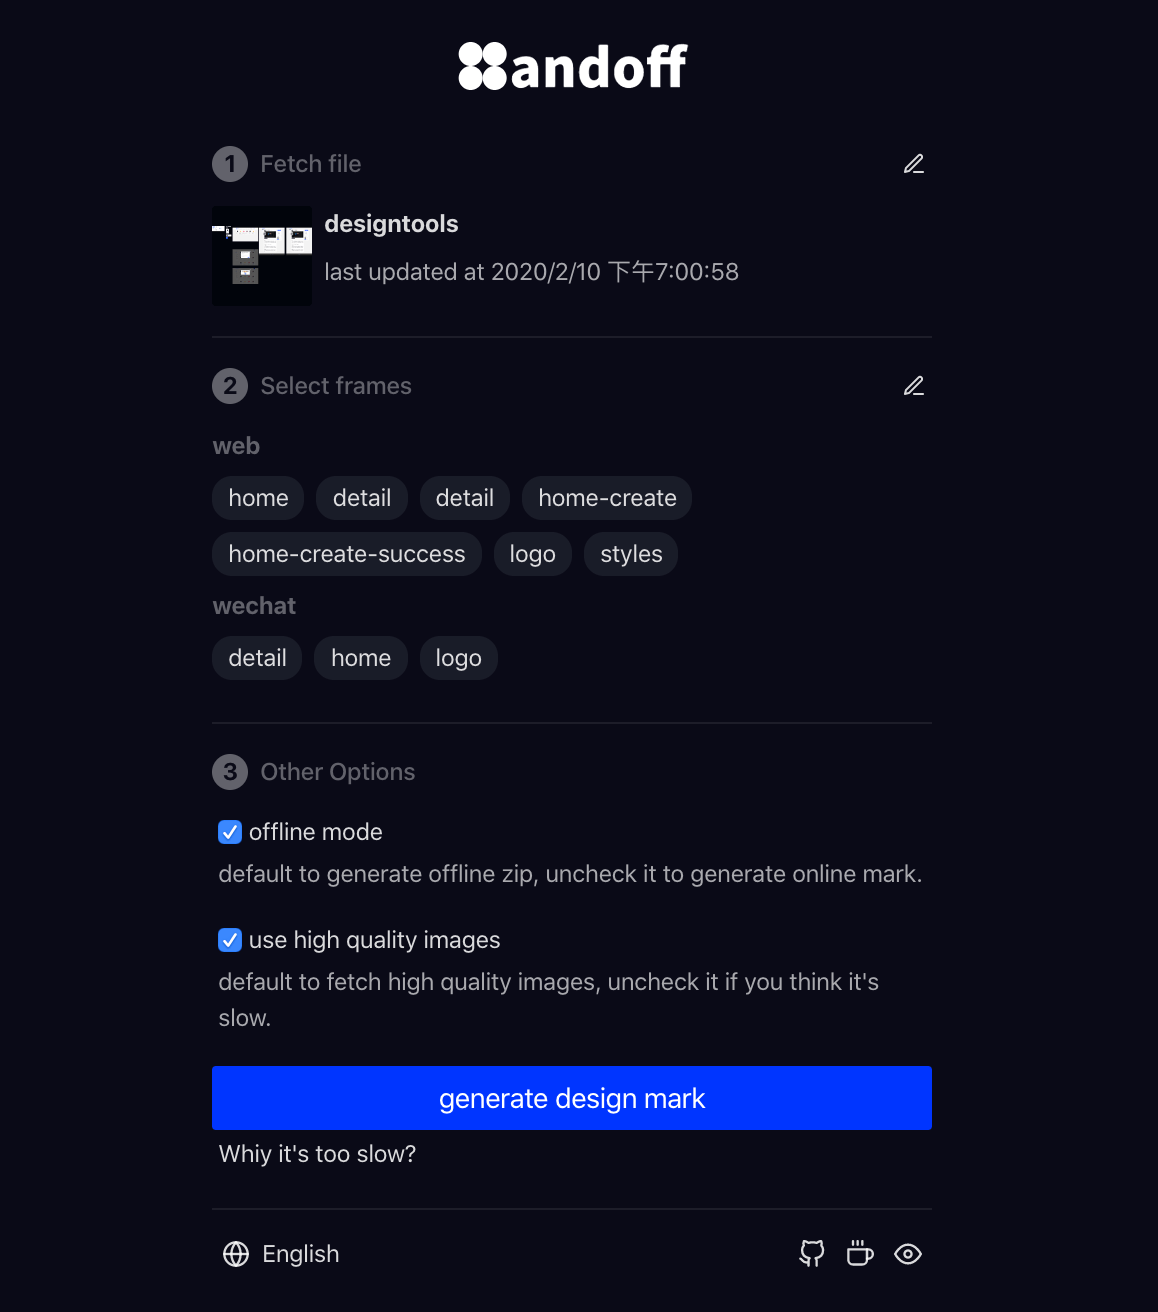 andoff
1 Fetch file
designtools
last updated at 2020/2/10 下午7:00:58
2 Select frames
web
home detail detail home-create
home-create-success logo styles
wechat
detail home logo
3 Other Options
offline mode
default to generate offline zip, uncheck it to generate online mark.
use high quality images
default to fetch high quality images, uncheck it if you think it's
slow.
generate design mark
Whiy it's too slow?
English